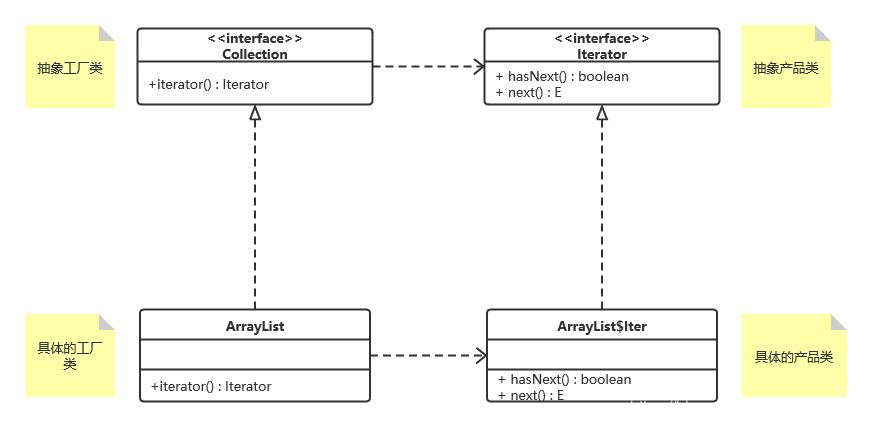 抽象工厂类
<<interface>>
Collection
+iterator() : Iterator
<<interface>>
Iterator
+ hasNext() : boolean
+ next() : E
抽象产品类
具体的工厂
类
ArrayList
+iterator() : Iterator
ArrayList$Iter
+ hasNext() : boolean
+ next() : E
具体的产品类